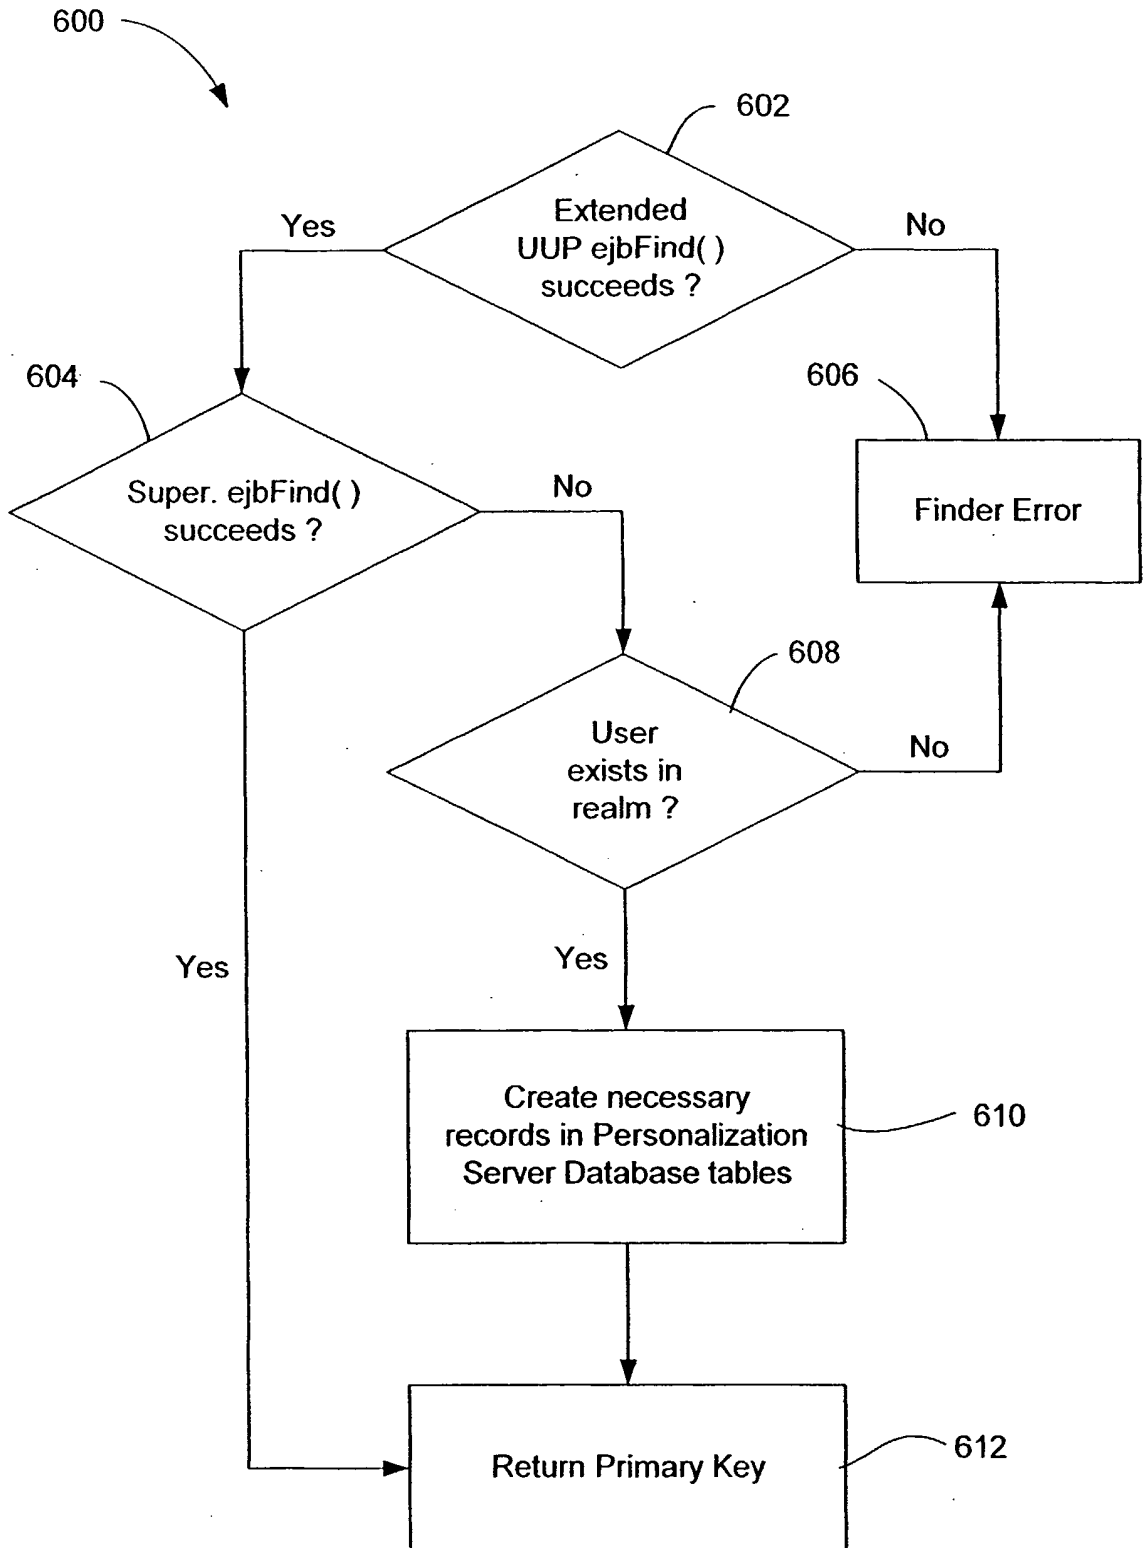 600
602
Extended
UUP ejbFind( )
succeeds ?
Yes
No
604
606
Super. ejbFind( )
succeeds ?
No
Finder Error
608
User
exists in
realm ?
No
Yes
Yes
Create necessary
records in Personalization
Server Database tables
610
Return Primary Key
612